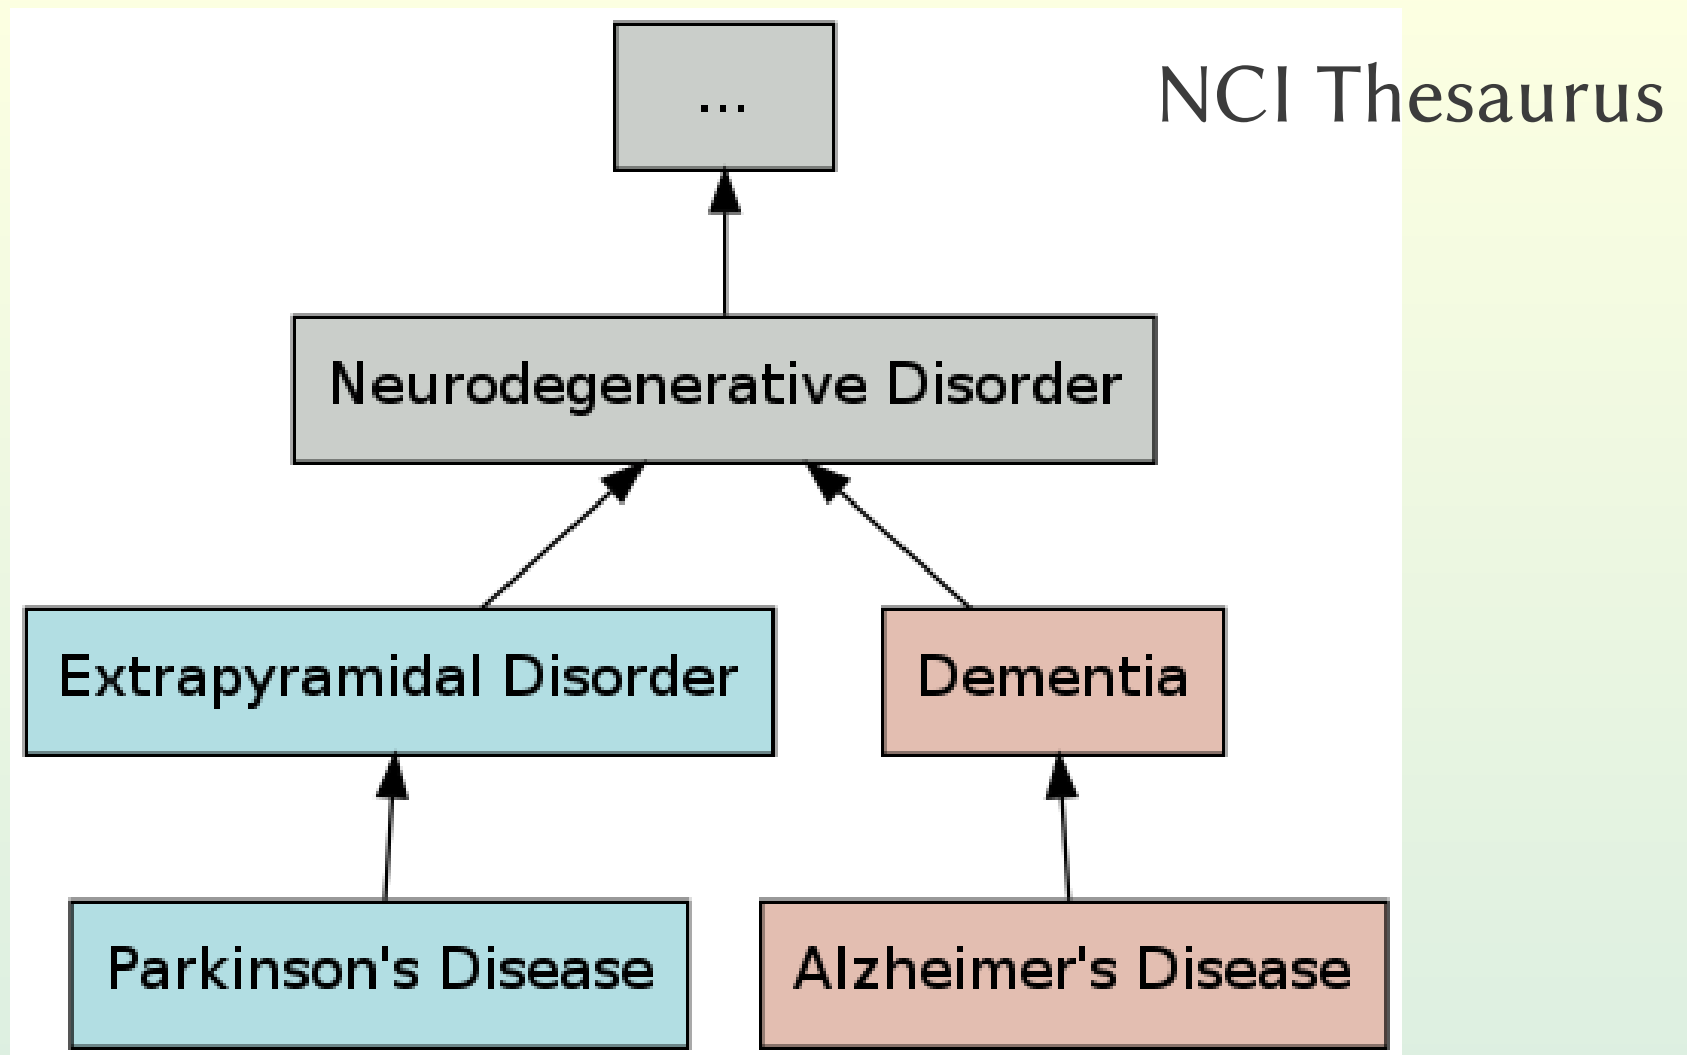 ...
NCI Thesaurus
Neurodegenerative Disorder
Extrapyramidal Disorder
Dementia
Parkinson's Disease
Alzheimer's Disease